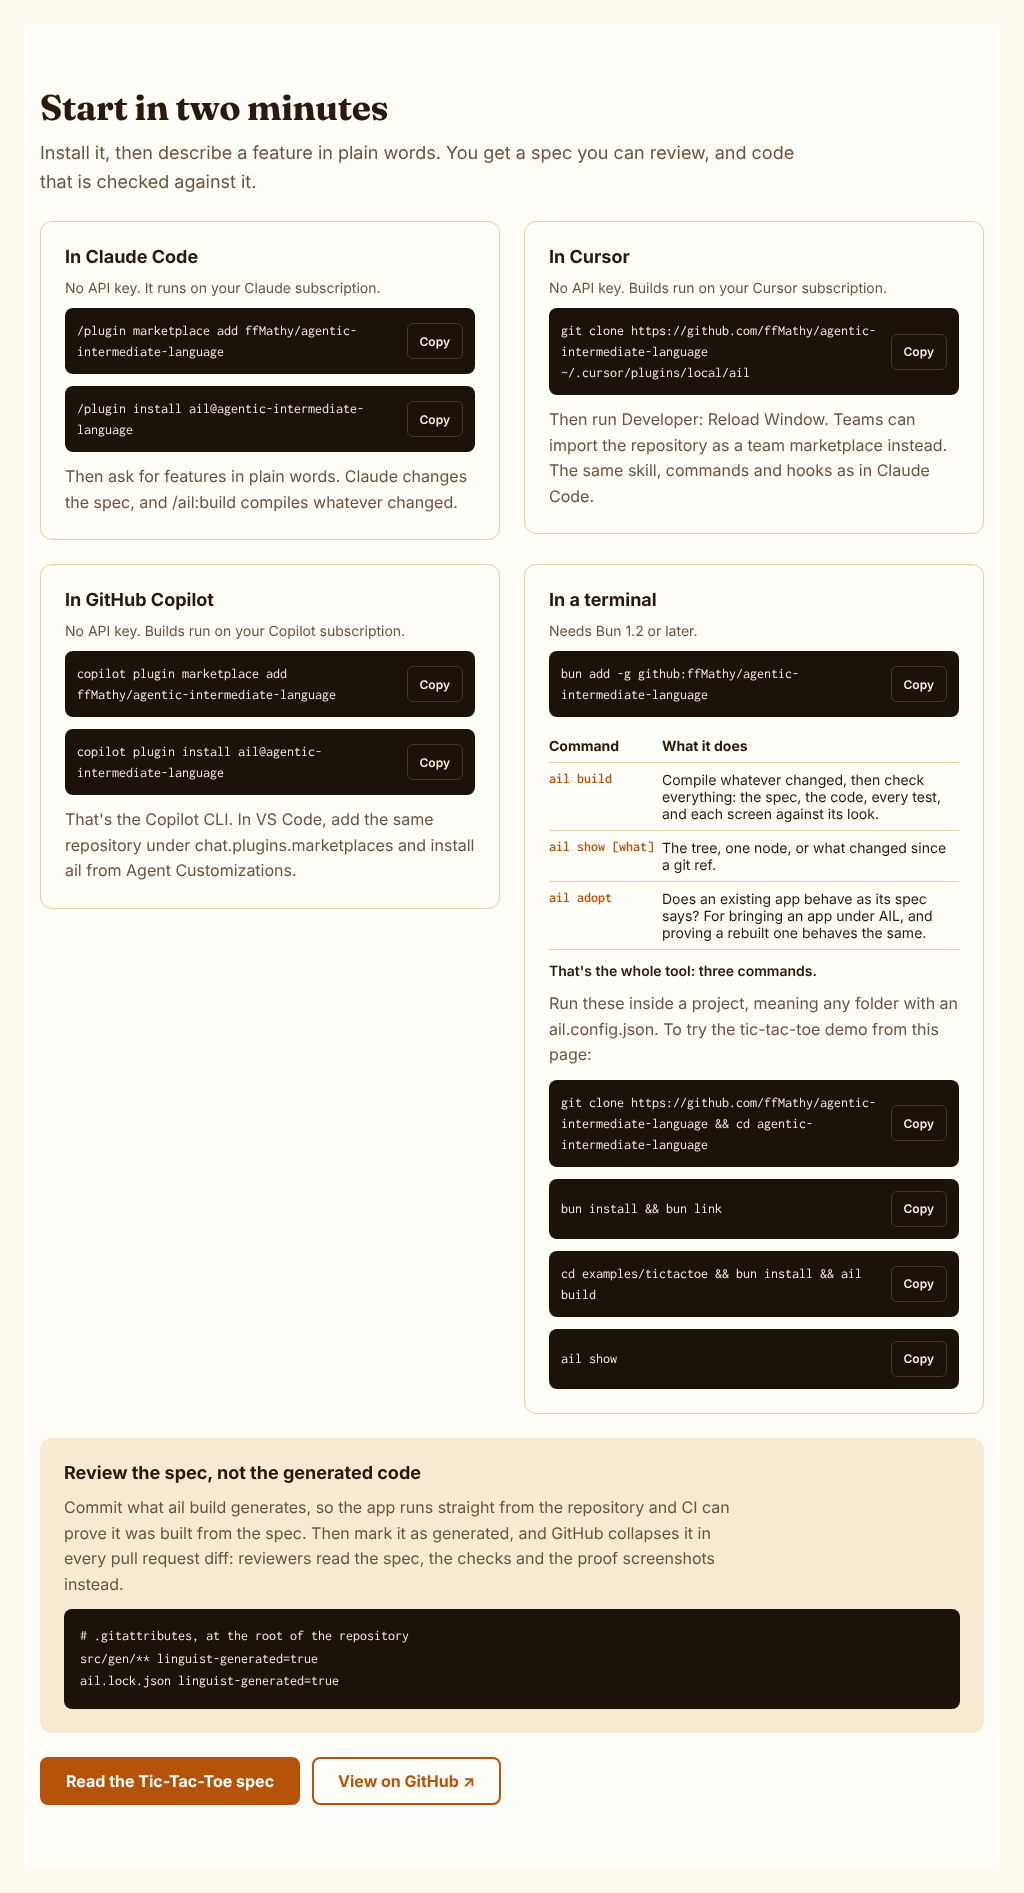 Start in two minutes
Install it, then describe a feature in plain words. You get a spec you can review, and code
that is checked against it.
In Claude Code
No API key. It runs on your Claude subscription.
/plugin marketplace add ffMathy/agentic-
intermediate-language
Copy
/plugin install ail@agentic-intermediate-
language
Copy
Then ask for features in plain words. Claude changes
the spec, and /ail:build compiles whatever changed.
In Cursor
No API key. Builds run on your Cursor subscription.
git clone https://github.com/ffMathy/agentic-
intermediate-language
~/.cursor/plugins/local/ail
Copy
Then run Developer: Reload Window. Teams can
import the repository as a team marketplace instead.
The same skill, commands and hooks as in Claude
Code.
In GitHub Copilot
No API key. Builds run on your Copilot subscription.
copilot plugin marketplace add
ffMathy/agentic-intermediate-language
Copy
copilot plugin install ail@agentic-
intermediate-language
Copy
That's the Copilot CLI. In VS Code, add the same
repository under chat.plugins.marketplaces and install
ail from Agent Customizations.
In a terminal
Needs Bun 1.2 or later.
bun add -g github:ffMathy/agentic-
intermediate-language
Copy
Command What it does
ail build Compile whatever changed, then check
everything: the spec, the code, every test,
and each screen against its look.
ail show [what] The tree, one node, or what changed since
a git ref.
ail adopt Does an existing app behave as its spec
says? For bringing an app under AIL, and
proving a rebuilt one behaves the same.
That's the whole tool: three commands.
Run these inside a project, meaning any folder with an
ail.config.json. To try the tic-tac-toe demo from this
page:
git clone https://github.com/ffMathy/agentic-
intermediate-language && cd agentic-
intermediate-language
Copy
bun install && bun link
Copy
cd examples/tictactoe && bun install && ail
build
Copy
ail show
Copy
Review the spec, not the generated code
Commit what ail build generates, so the app runs straight from the repository and CI can
prove it was built from the spec. Then mark it as generated, and GitHub collapses it in
every pull request diff: reviewers read the spec, the checks and the proof screenshots
instead.
# .gitattributes, at the root of the repository
src/gen/** linguist-generated=true
ail.lock.json linguist-generated=true
Read the Tic-Tac-Toe spec
View on GitHub ↗